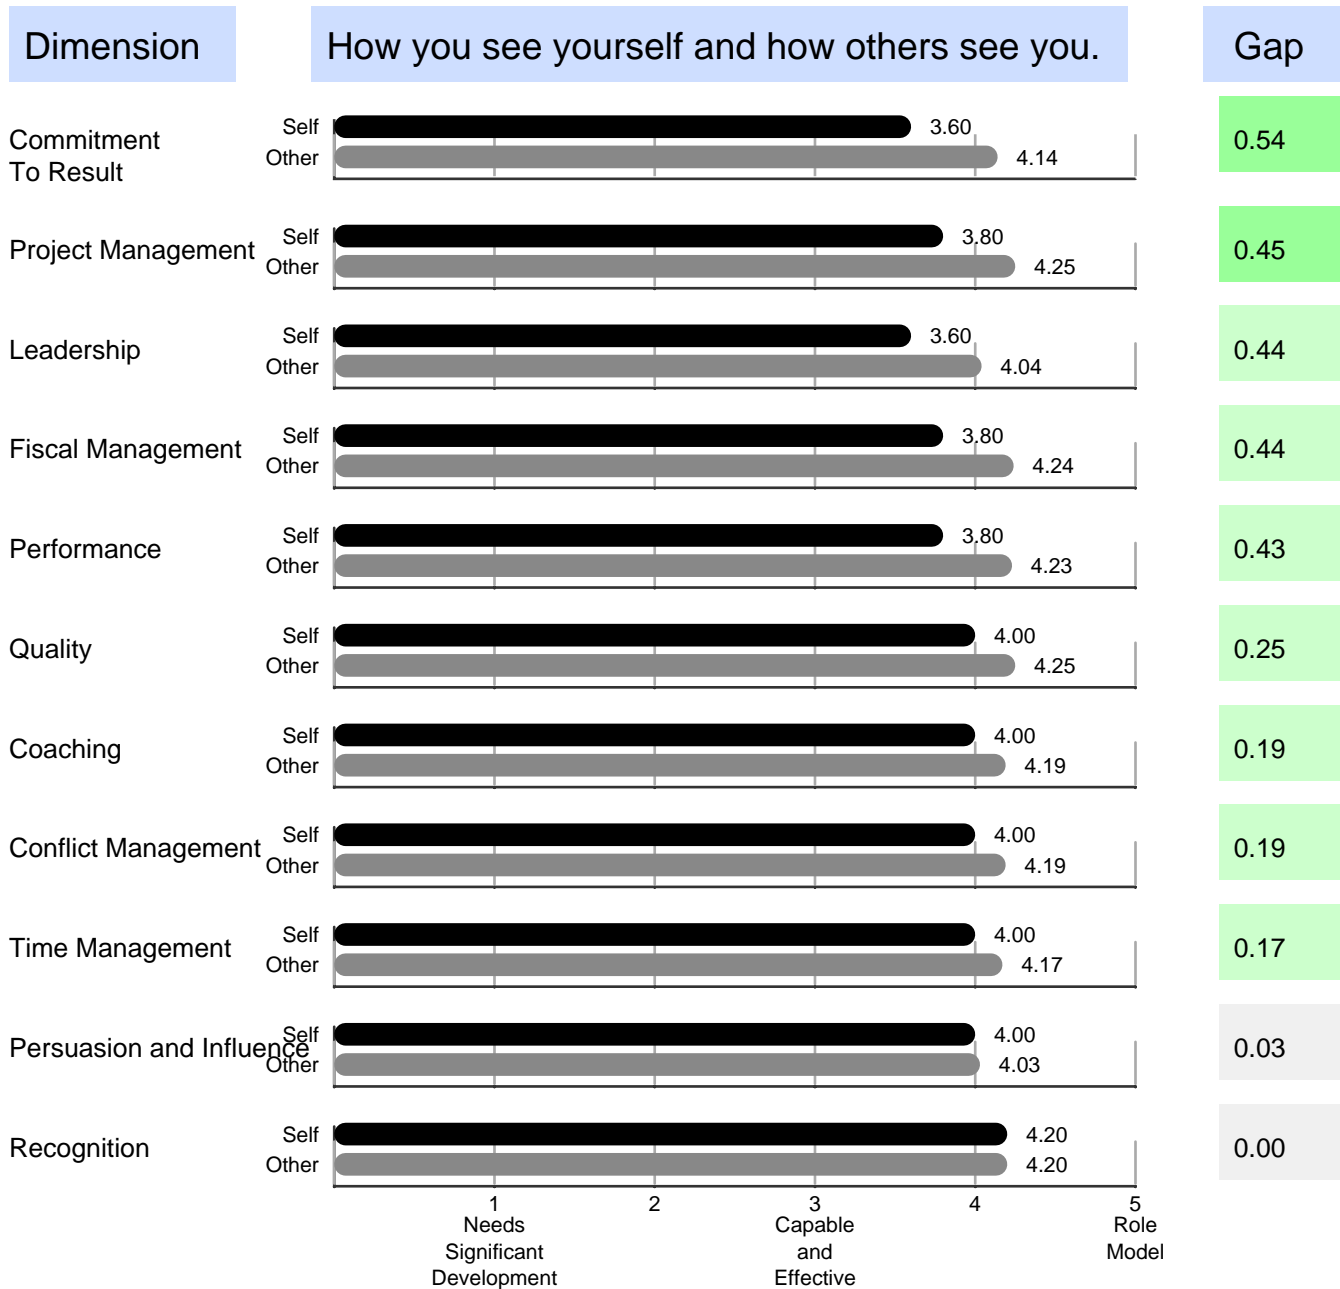 Dimension
How you see yourself and how others see you.
Gap
Commitment
To Result
Self
3.60
Other
4.14
0.54
Project Management
Self
3.80
Other
4.25
0.45
Leadership
Self
3.60
Other
4.04
0.44
Fiscal Management
Self
3.80
Other
4.24
0.44
Performance
Self
3.80
Other
4.23
0.43
Quality
Self
4.00
Other
4.25
0.25
Coaching
Self
4.00
Other
4.19
0.19
Conflict Management
Self
4.00
Other
4.19
0.19
Time Management
Self
4.00
Other
4.17
0.17
Persuasion and Influence
Self
4.00
Other
4.03
0.03
Recognition
Self
4.20
Other
4.20
0.00
1 2 3 4 5
Needs
Significant
Development
Capable
and
Effective
Role
Model